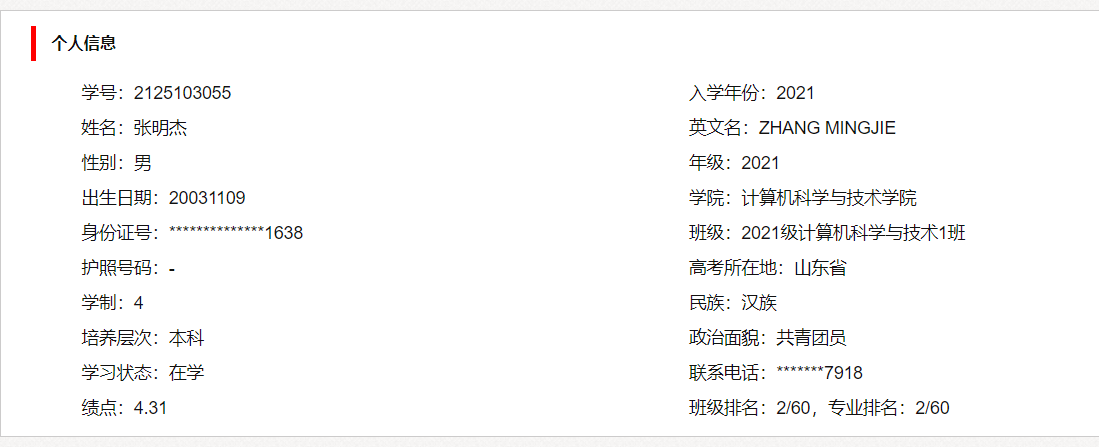 个人信息
学号：2125103055
入学年份：2021
姓名：张明杰
英文名：ZHANG MINGJIE
性别：男
年级：2021
出生日期：20031109
学院：计算机科学与技术学院
身份证号：**************1638
班级：2021级计算机科学与技术1班
护照号码：-
高考所在地：山东省
学制：4
民族：汉族
培养层次：本科
政治面貌：共青团员
学习状态：在学
联系电话：*******7918
绩点：4.31
班级排名：2/60，专业排名：2/60